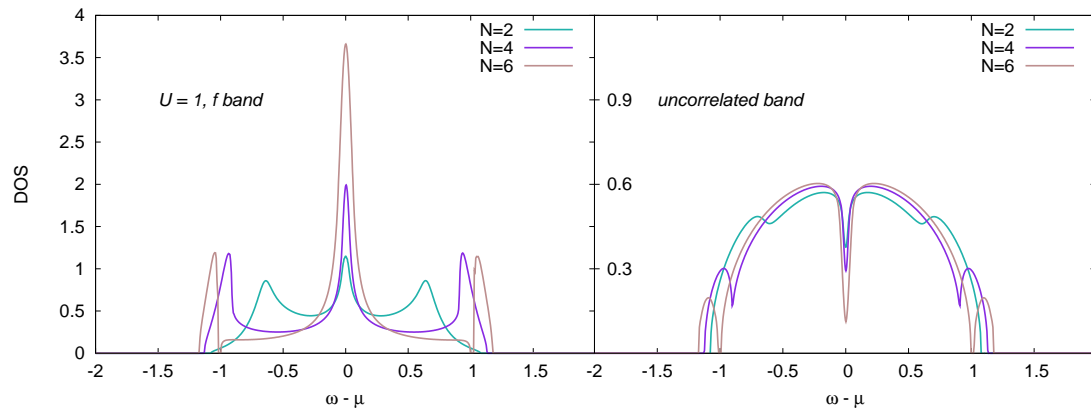 N=2
N=4
N=6
U = 1, f band
DOS
4
3.5
3
2.5
2
1.5
1
0.5
0
-2
-1.5
-1
-0.5
0
0.5
1
1.5
ω - μ
N=2
N=4
N=6
uncorrelated band
0.9
0.6
0.3
-2
-1.5
-1
-0.5
0
0.5
1
1.5
ω - μ